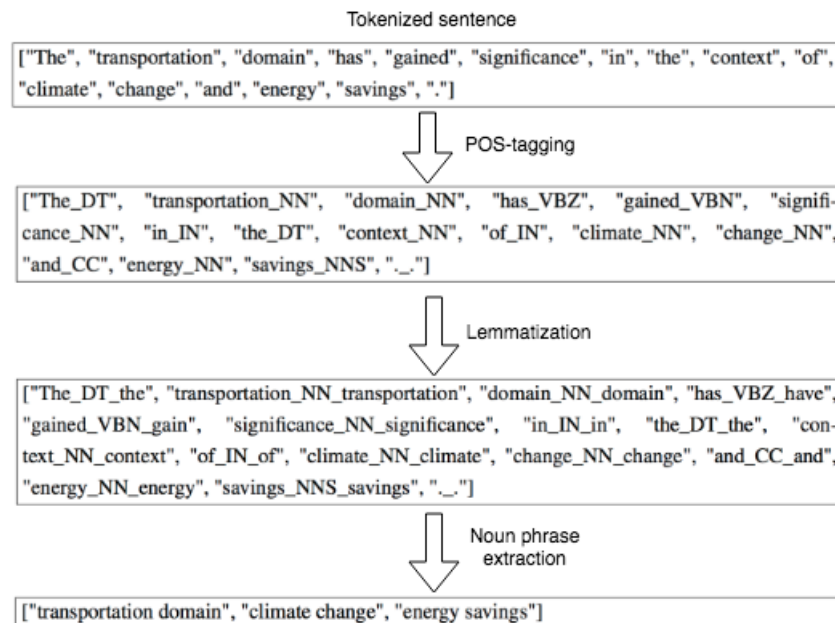 Tokenized sentence
["The", "transportation", "domain", "has", "gained", "significance", "in", "the", "context", "of",
"climate", "change", "and", "energy", "savings", "."]
POS-tagging
["The_DT", "transportation_NN", "domain_NN", "has_VBZ", "gained_VBN", "signifi-
cance_NN", "in_IN", "the_DT", "context_NN", "of_IN", "climate_NN", "change_NN",
"and_CC", "energy_NN", "savings_NNS", "._."]
Lemmatization
["The_DT_the", "transportation_NN_transportation", "domain_NN_domain", "has_VBZ_have",
"gained_VBN_gain", "significance_NN_significance", "in_IN_in", "the_DT_the", "con-
text_NN_context", "of_IN_of", "climate_NN_climate", "change_NN_change", "and_CC_and",
"energy_NN_energy", "savings_NNS_savings", "._."]
Noun phrase
extraction
["transportation domain", "climate change", "energy savings"]